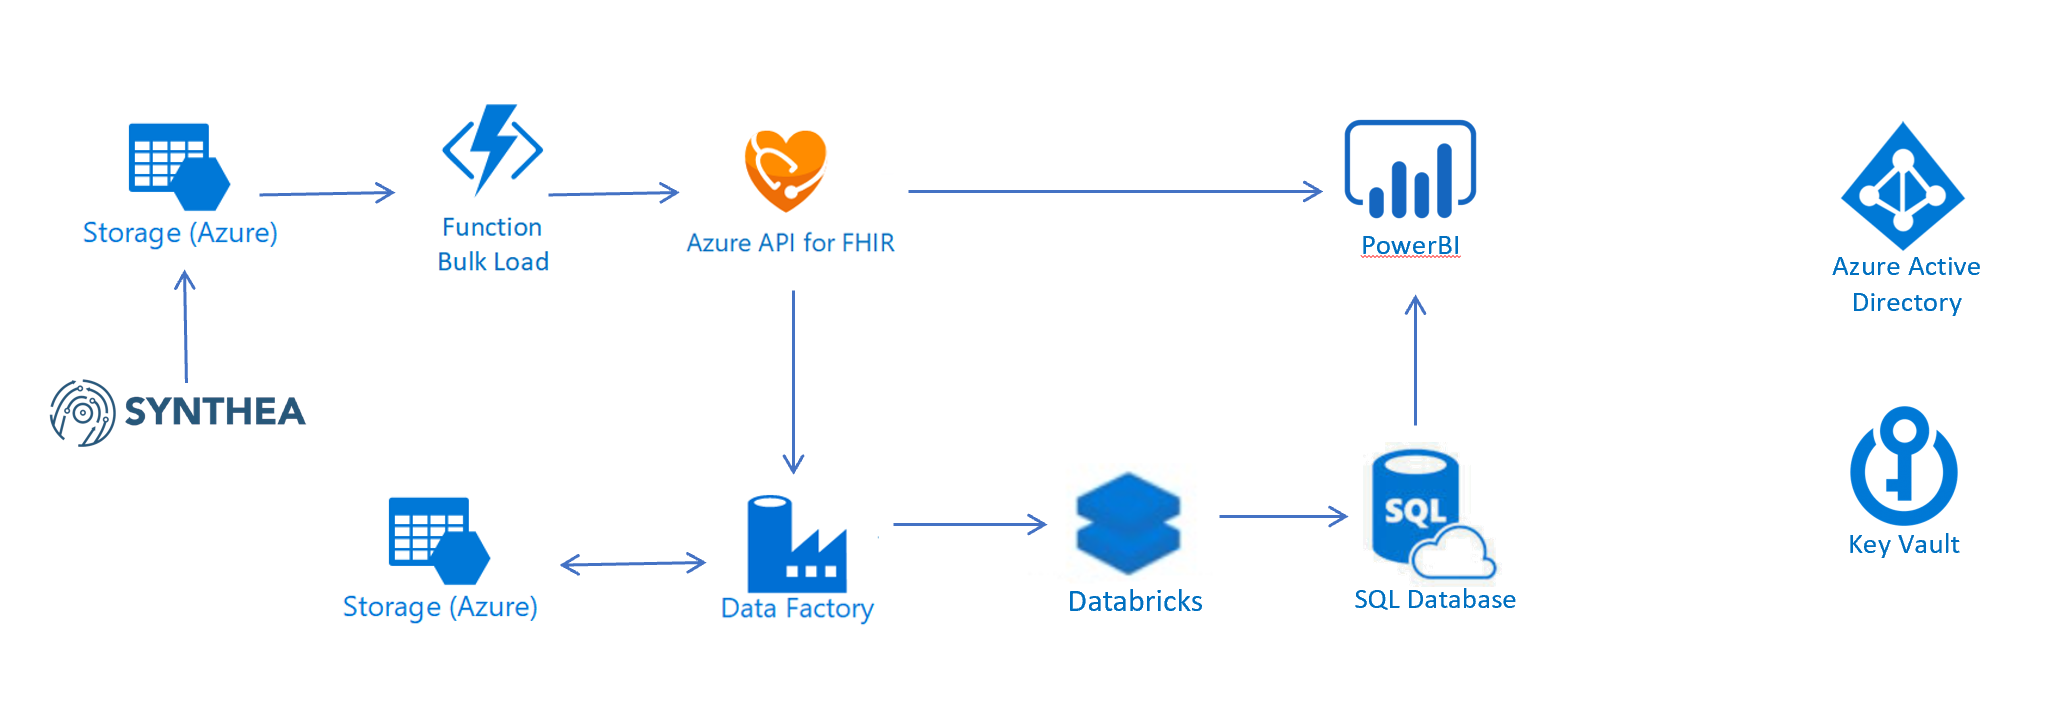 Storage (Azure)
Function
Bulk Load
Azure API for FHIR
PowerBI
Azure Active
Directory
SYNTHEA
Storage (Azure)
Data Factory
Databricks
SQL
SQL Database
Key Vault